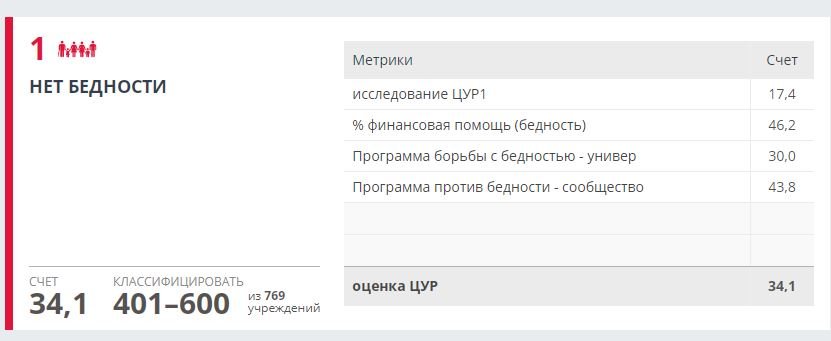 1
НЕТ БЕДНОСТИ
СЧЕТ
34,1
КЛАССИФИЦИРОВАТЬ
401–600
из 769
учреждений
Метрики Счет
исследование ЦУР1 17,4
% финансовая помощь (бедность) 46,2
Программа борьбы с бедностью - универ 30,0
Программа против бедности - сообщество 43,8
оценка ЦУР 34,1